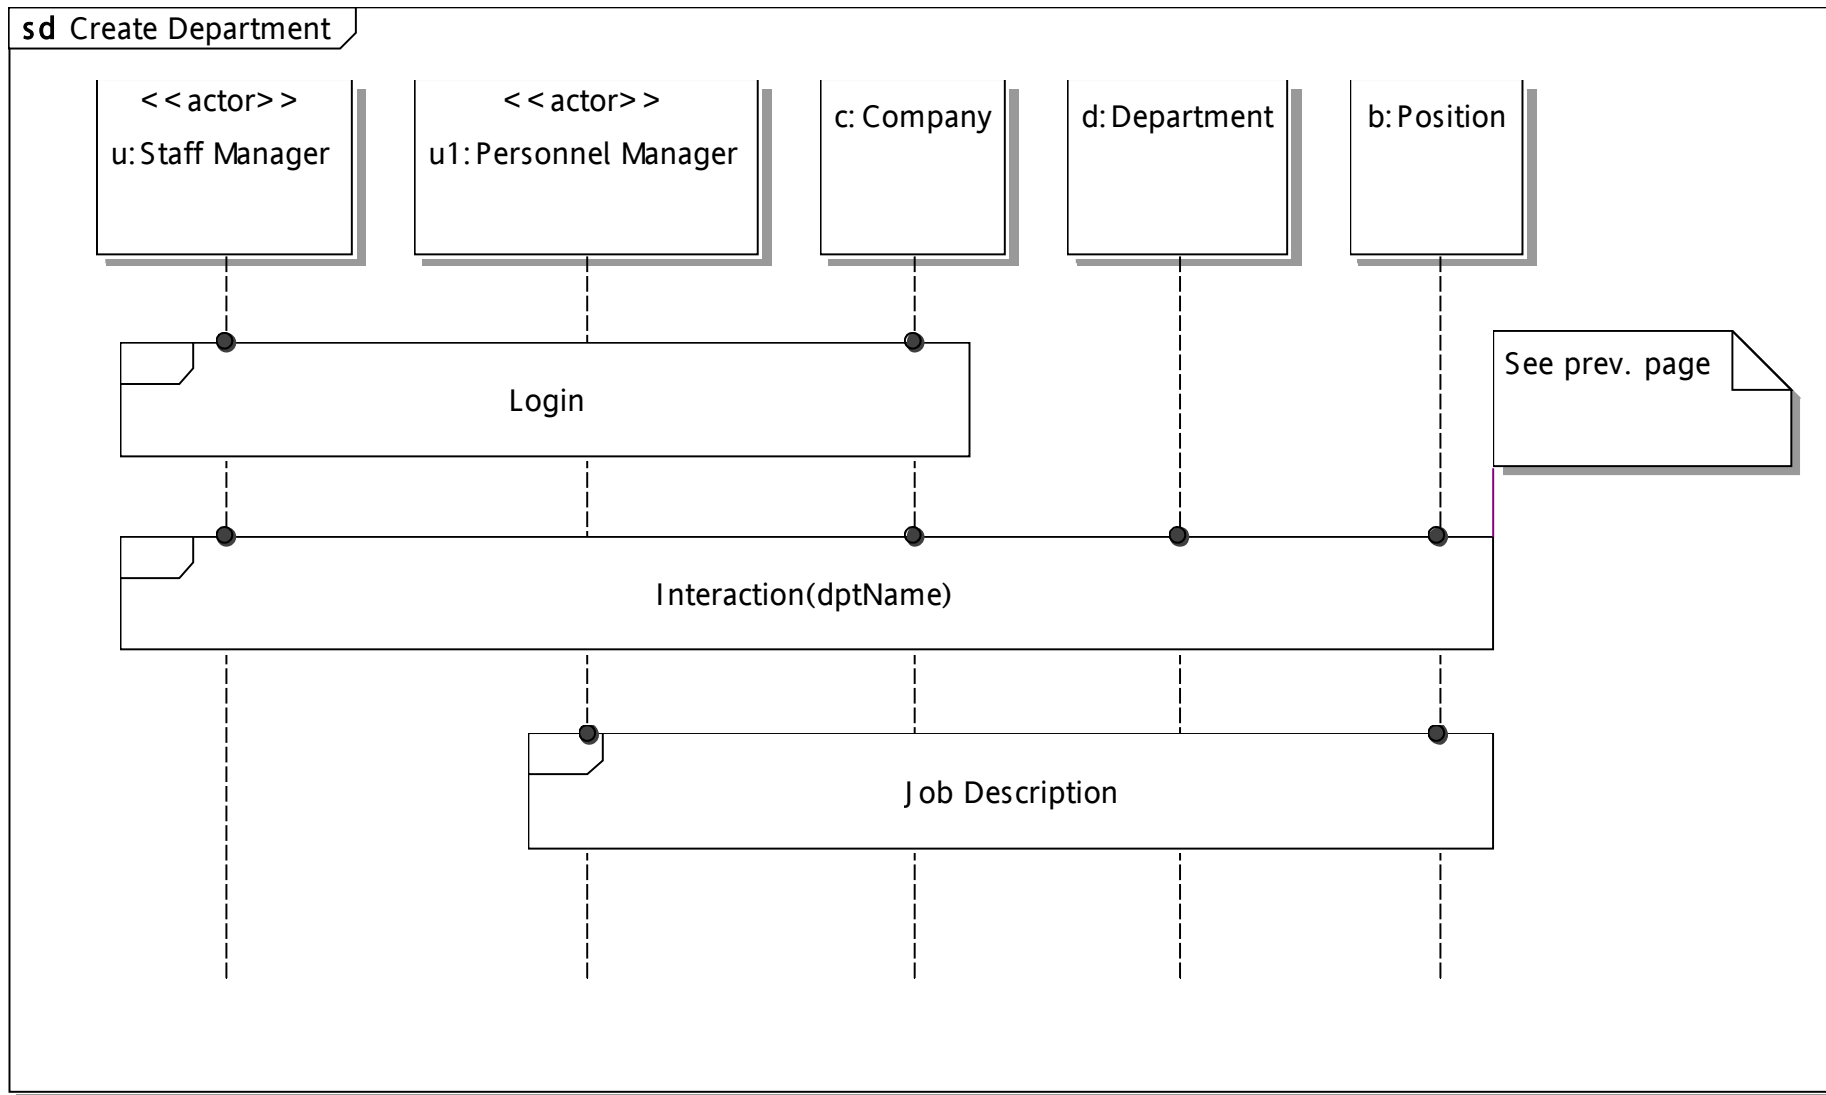 sd Create Department
<<actor>>
u:Staff Manager
<<actor>>
u1:Personnel Manager
c:Company
d:Department
b:Position
Login
See prev. page
Interaction(dptName)
Job Description